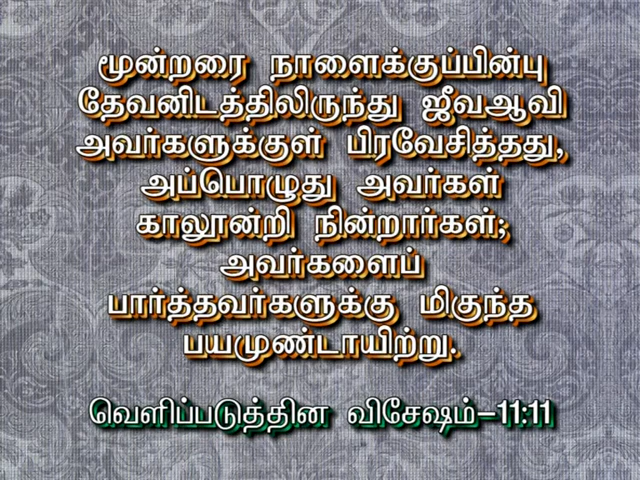 மூன்றரை நாளைக்குப்பின்பு
தேவனிடத்திலிருந்து ஜீவஆவி
அவர்களுக்குள் பிரவேசித்தது,
அப்பொழுது அவர்கள்
காலூன்றி நின்றார்கள்;
அவர்களைப்
பார்த்தவர்களுக்கு மிகுந்த
பயமுண்டாயிற்று.
வெளிப்படுத்தின விசேஷம்–11:11